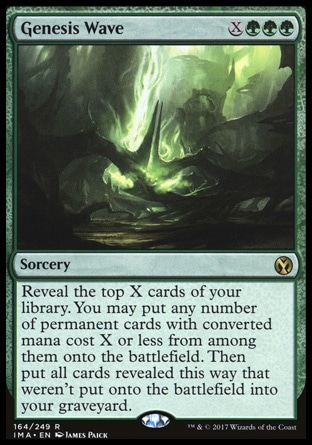 Genesis Wave X
Sorcery
Reveal the top X cards of your
library. You may put any number
of permanent cards with converted
mana cost X or less from among
them onto the battlefield. Then
put all cards revealed this way that
weren't put onto the battlefield into
your graveyard.
164/249 R
IMA • EN JAMES PAICK ™ & © 2017 Wizards of the Coast